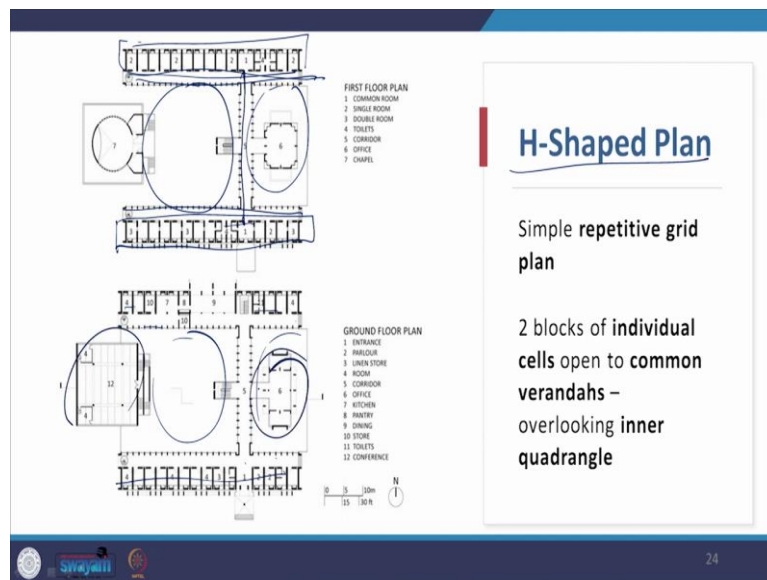 FIRST FLOOR PLAN
1 COMMON ROOM
2 SINGLE ROOM
3 DOUBLE ROOM
4 TOILETS
5 CORRIDOR
6 OFFICE
7 CHAPEL
GROUND FLOOR PLAN
1 ENTRANCE
2 PARLOUR
3 LINEN STORE
4 ROOM
5 CORRIDOR
6 OFFICE
7 KITCHEN
8 PANTRY
9 DINING
10 STORE
11 TOILETS
12 CONFERENCE
N
0 5 10m
15 30 ft
H-Shaped Plan
Simple repetitive grid
plan
2 blocks of individual
cells open to common
verandahs –
overlooking inner
quadrangle
swayam
24